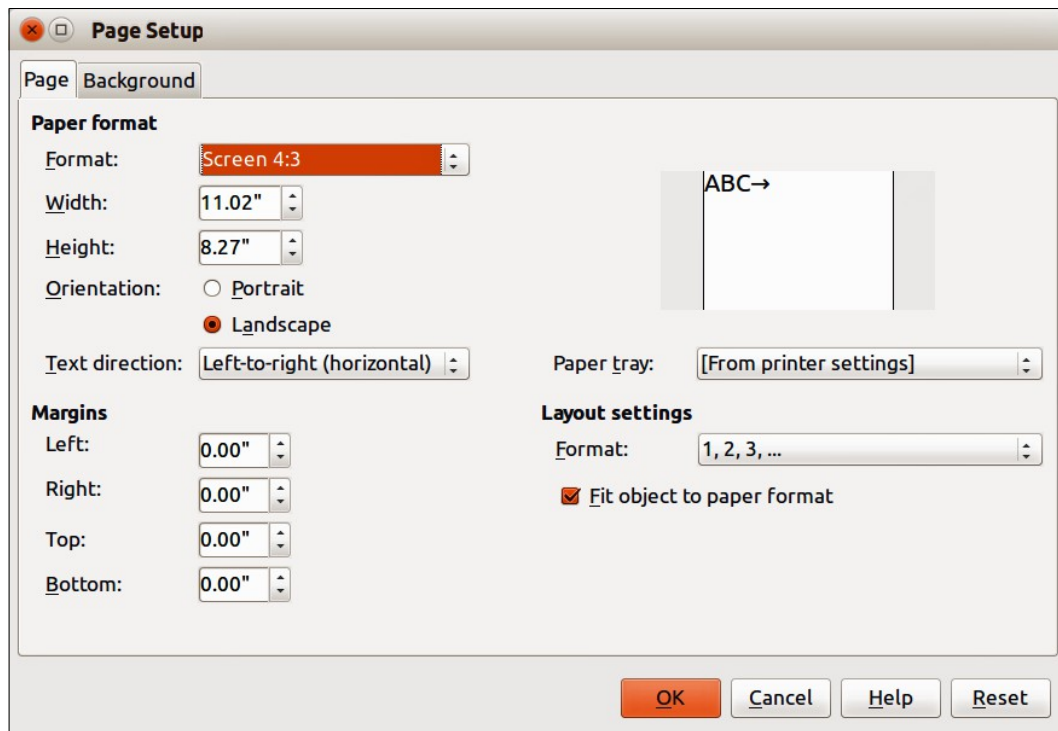 Page Setup
Page Background
Paper format
Format: Screen 4:3
Width: 11.02"
Height: 8.27"
Orientation: Portrait
Landscape
Text direction: Left-to-right (horizontal)
Margins
Left: 0.00"
Right: 0.00"
Top: 0.00"
Bottom: 0.00"
ABC→
Paper tray: [From printer settings]
Layout settings
Format: 1, 2, 3, ...
Fit object to paper format
OK Cancel Help Reset